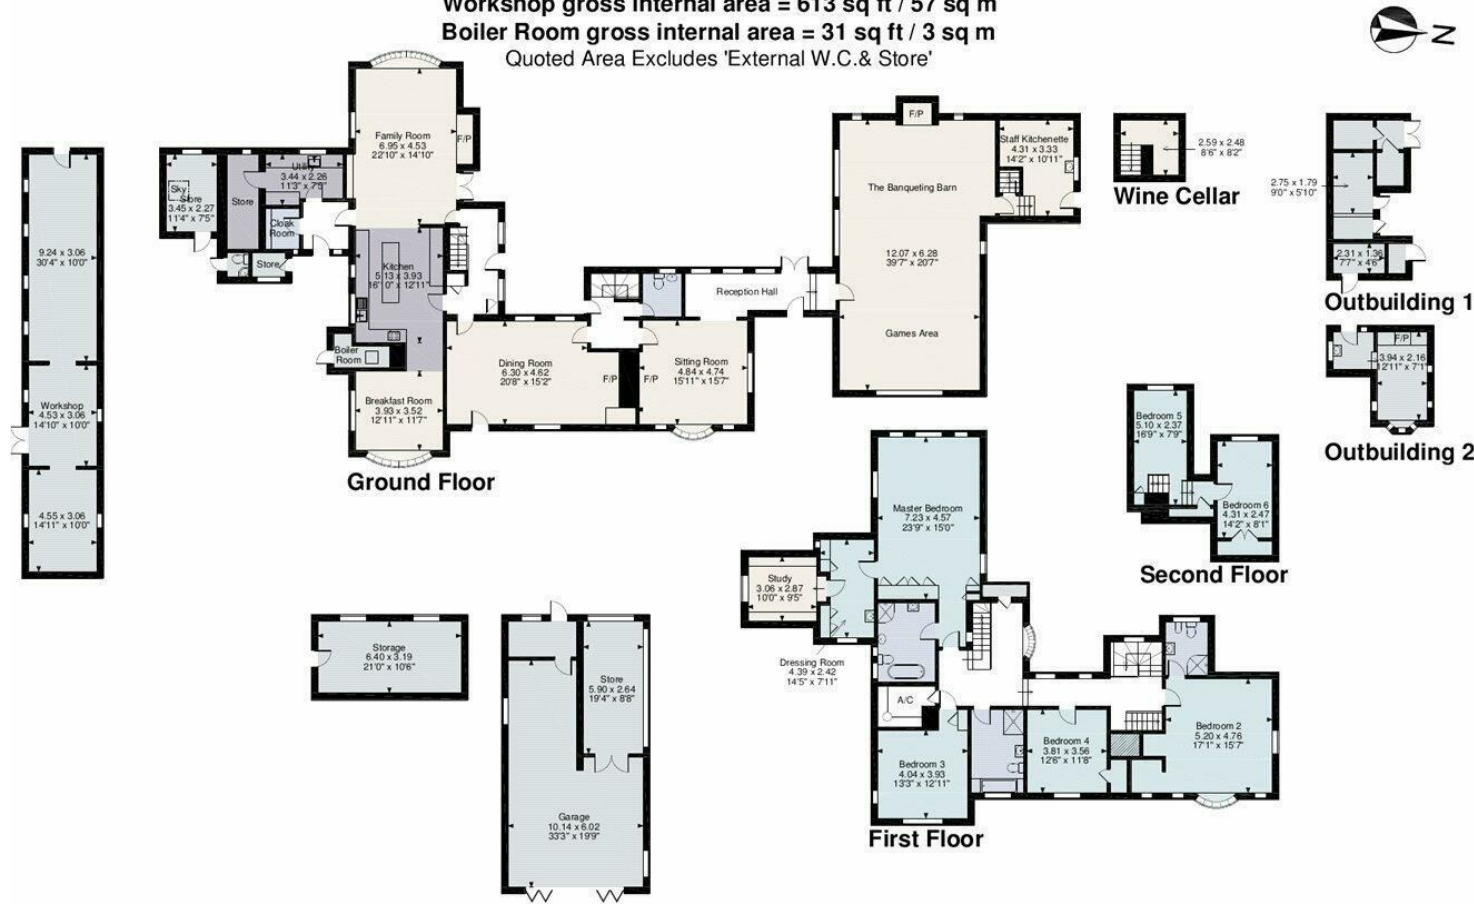 Workshop gross internal area = 613 sq ft / 57 sq m
Boiler Room gross internal area = 31 sq ft / 3 sq m
Quoted Area Excludes 'External W.C.& Store'
N
Family Room
6.95 x 4.53
22'10" x 14'10"
F/P
Utility
3.44 x 2.26
11'3" x 7'5"
Sky
Store
3.45 x 2.27
11'4" x 7'5"
Store
Cloak
Room
Store
Kitchen
5.13 x 3.93
16'10" x 12'11"
Boiler
Room
Breakfast Room
3.93 x 3.52
12'11" x 11'7"
Dining Room
6.30 x 4.62
20'8" x 15'2"
F/P
F/P
Sitting Room
4.84 x 4.74
15'11" x 15'7"
Reception Hall
F/P
The Banqueting Barn
12.07 x 6.28
39'7" x 20'7"
Games Area
Staff Kitchenette
4.31 x 3.33
14'2" x 10'11"
Ground Floor
9.24 x 3.06
30'4" x 10'0"
Workshop
4.53 x 3.06
14'10" x 10'0"
4.55 x 3.06
14'11" x 10'0"
2.59 x 2.48
8'6" x 8'2"
Wine Cellar
2.75 x 1.79
9'0" x 5'10"
2.31 x 1.36
7'7" x 4'6"
Outbuilding 1
F/P
3.94 x 2.16
12'11" x 7'1"
Outbuilding 2
Bedroom 5
5.10 x 2.37
16'9" x 7'9"
Bedroom 6
4.31 x 2.47
14'2" x 8'1"
Second Floor
Master Bedroom
7.23 x 4.57
23'9" x 15'0"
Study
3.06 x 2.87
10'0" x 9'5"
Dressing Room
4.39 x 2.42
14'5" x 7'11"
A/C
Bedroom 3
4.04 x 3.93
13'3" x 12'11"
Bedroom 4
3.81 x 3.56
12'6" x 11'8"
Bedroom 2
5.20 x 4.76
17'1" x 15'7"
First Floor
Storage
6.40 x 3.19
21'0" x 10'6"
Store
5.90 x 2.64
19'4" x 8'8"
Garage
10.14 x 6.02
33'3" x 19'9"